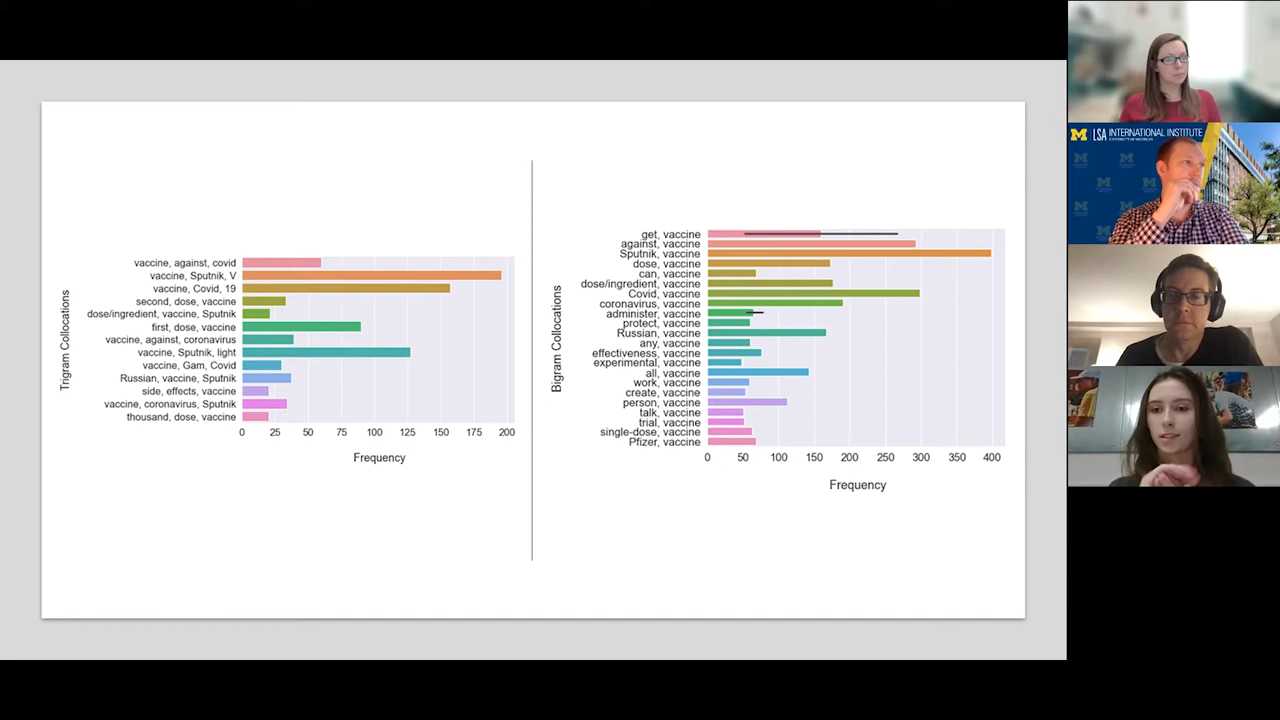 LSA INTERNATIONAL INSTITUTE
UNIVERSITY OF MICHIGAN
Trigram Collocations
vaccine, against, covid
vaccine, Sputnik, V
vaccine, Covid, 19
second, dose, vaccine
dose/ingredient, vaccine, Sputnik
first, dose, vaccine
vaccine, against, coronavirus
vaccine, Sputnik, light
vaccine, Gam, Covid
Russian, vaccine, Sputnik
side, effects, vaccine
vaccine, coronavirus, Sputnik
thousand, dose, vaccine
0 25 50 75 100 125 150 175 200
Frequency
Bigram Collocations
get, vaccine
against, vaccine
Sputnik, vaccine
dose, vaccine
can, vaccine
dose/ingredient, vaccine
Covid, vaccine
coronavirus, vaccine
administer, vaccine
protect, vaccine
Russian, vaccine
any, vaccine
effectiveness, vaccine
experimental, vaccine
all, vaccine
work, vaccine
create, vaccine
person, vaccine
talk, vaccine
trial, vaccine
single-dose, vaccine
Pfizer, vaccine
0 50 100 150 200 250 300 350 400
Frequency